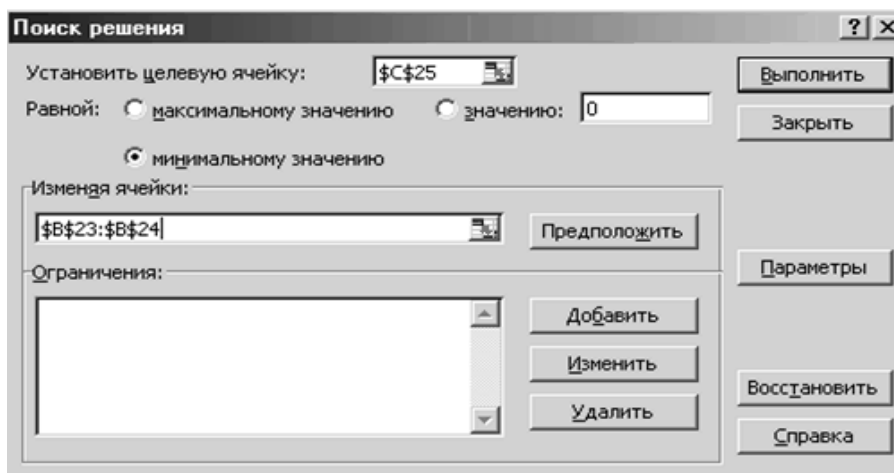 Поиск решения
Установить целевую ячейку: $C$25
Выполнить
Равной: максимальному значению значению: 0
Закрыть
минимальному значению
Изменяя ячейки:
$B$23:$B$24
Предположить
Ограничения:
Параметры
Добавить
Изменить
Восстановить
Удалить
Справка